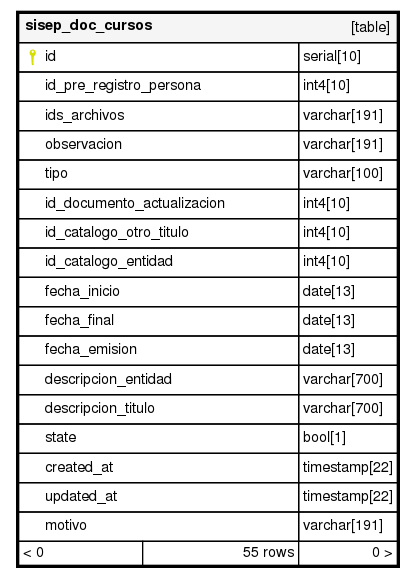 sisep_doc_cursos [table]
id serial[10]
id_pre_registro_persona int4[10]
ids_archivos varchar[191]
observacion varchar[191]
tipo varchar[100]
id_documento_actualizacion int4[10]
id_catalogo_otro_titulo int4[10]
id_catalogo_entidad int4[10]
fecha_inicio date[13]
fecha_final date[13]
fecha_emision date[13]
descripcion_entidad varchar[700]
descripcion_titulo varchar[700]
state bool[1]
created_at timestamp[22]
updated_at timestamp[22]
motivo varchar[191]
< 0 55 rows 0 >